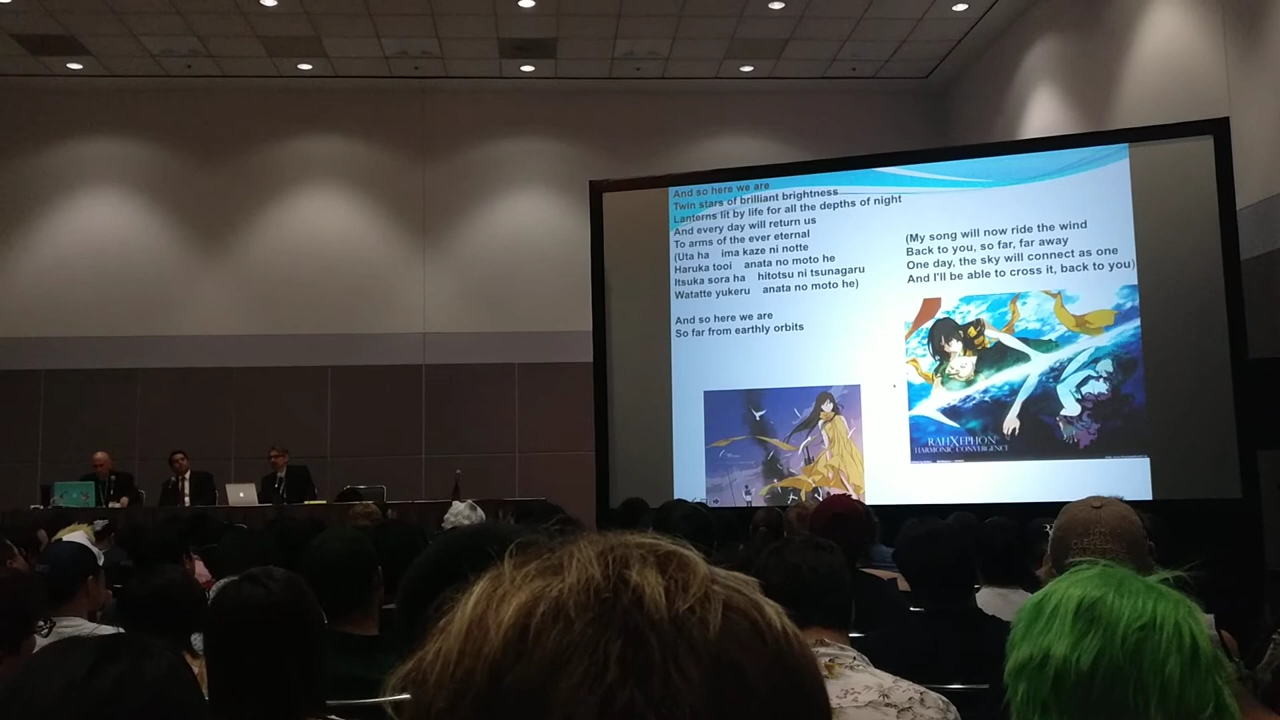 And so here we are
Twin stars of brilliant brightness
Lanterns lit by life for all the depths of night
And every day will return us
To arms of the ever eternal
(Uta ha ima kaze ni notte
Haruka tooi anata no moto he
Itsuka sora ha hitotsu ni tsunagaru
Watatte yukeru anata no moto he)
And so here we are
So far from earthly orbits
(My song will now ride the wind
Back to you, so far, far away
One day, the sky will connect as one
And I'll be able to cross it, back to you)
RAHXEPHON
HARMONIC CONVERGENCE